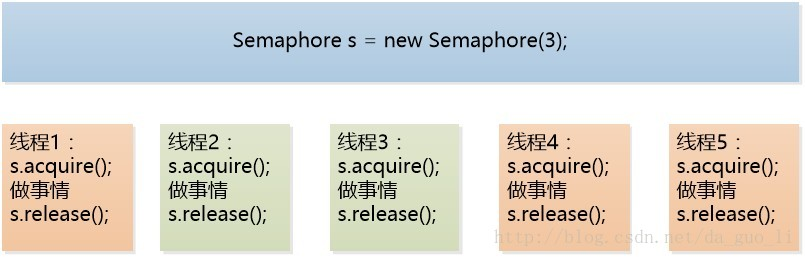 Semaphore s = new Semaphore(3);
线程1：
s.acquire();
做事情
s.release();
线程2：
s.acquire();
做事情
s.release();
线程3：
s.acquire();
做事情
s.release();
线程4：
s.acquire();
做事情
s.release();
线程5：
s.acquire();
做事情
s.release();
http://blog.csdn.net/da_guo_li